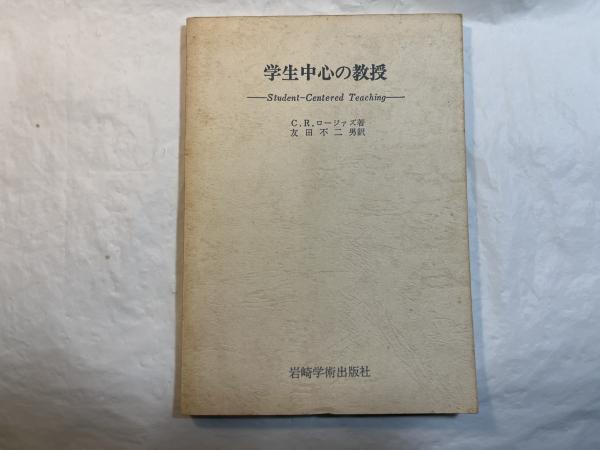 学生中心の教授
—Student-Centered Teaching—
C.R.ロージァズ著
友田不二男訳
岩崎学術出版社